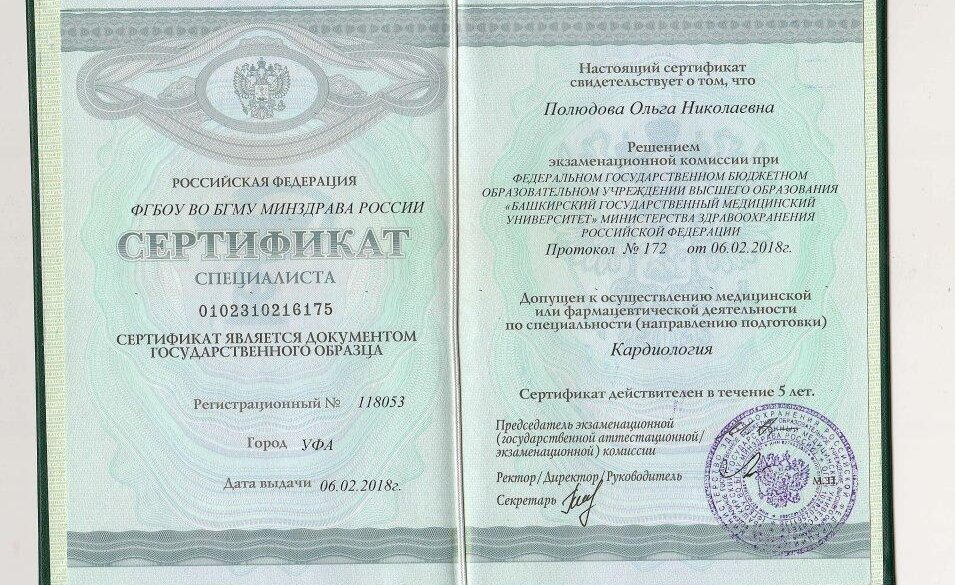 РОССИЙСКАЯ ФЕДЕРАЦИЯ
ФГБОУ ВО БГМУ МИНЗДРАВА РОССИИ
СЕРТИФИКАТ
СПЕЦИАЛИСТА
0102310216175
СЕРТИФИКАТ ЯВЛЯЕТСЯ ДОКУМЕНТОМ
ГОСУДАРСТВЕННОГО ОБРАЗЦА
Регистрационный № 118053
Город УФА
Дата выдачи 06.02.2018г.
Настоящий сертификат
свидетельствует о том, что
Полюдова Ольга Николаевна
Решением
экзаменационной комиссии при
ФЕДЕРАЛЬНОМ ГОСУДАРСТВЕННОМ БЮДЖЕТНОМ
ОБРАЗОВАТЕЛЬНОМ УЧРЕЖДЕНИИ ВЫСШЕГО ОБРАЗОВАНИЯ
«БАШКИРСКИЙ ГОСУДАРСТВЕННЫЙ МЕДИЦИНСКИЙ
УНИВЕРСИТЕТ» МИНИСТЕРСТВА ЗДРАВООХРАНЕНИЯ
РОССИЙСКОЙ ФЕДЕРАЦИИ
Протокол № 172 от 06.02.2018г.
Допущен к осуществлению медицинской
или фармацевтической деятельности
по специальности (направлению подготовки)
Кардиология
Сертификат действителен в течение 5 лет.
Председатель экзаменационной
(государственной аттестационной/
экзаменационной) комиссии
Ректор/Директор/Руководитель
Секретарь
М.П.